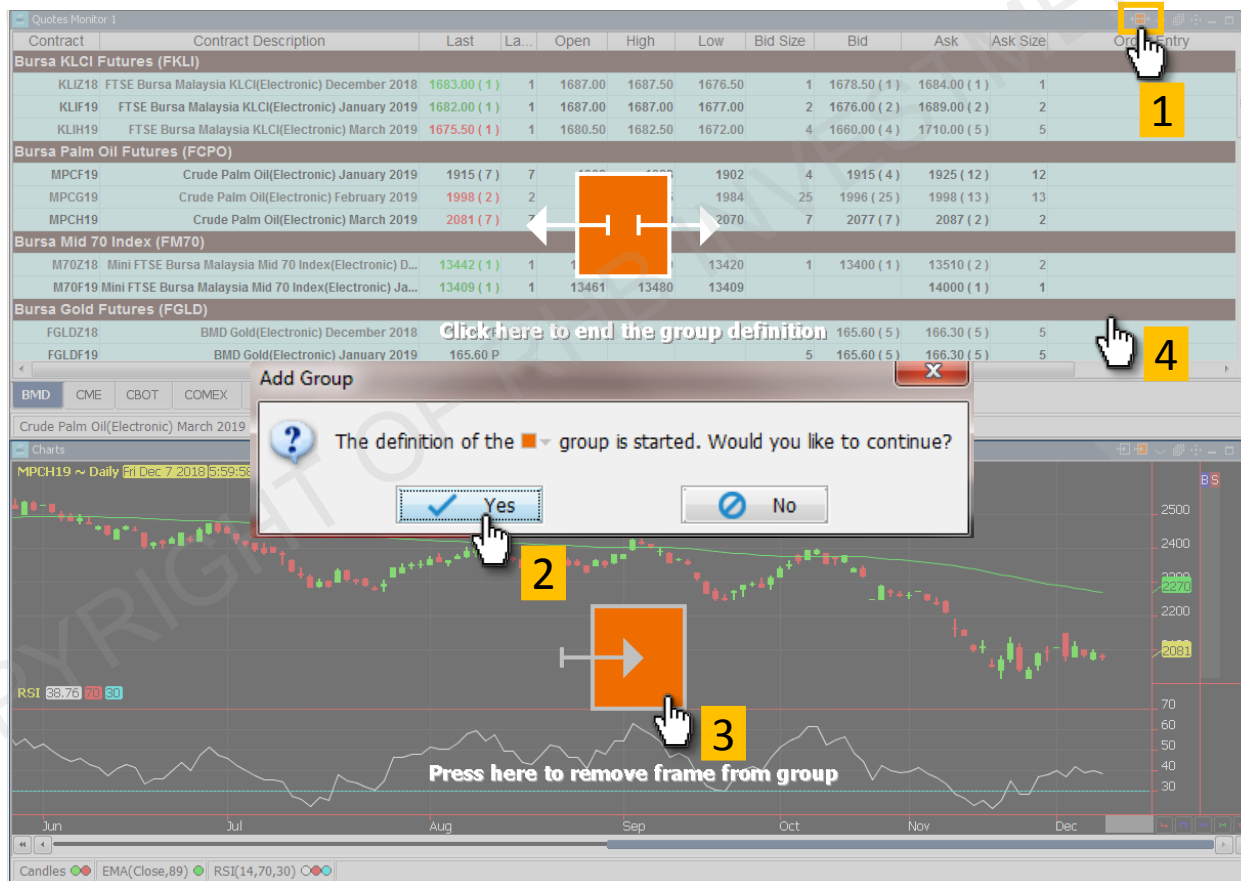 Quotes Monitor 1
Contract Contract Description Last La... Open High Low Bid Size Bid Ask Ask Size Entry
1
Bursa KLCI Futures (FKLI)
KLIZ18 FTSE Bursa Malaysia KLCI(Electronic) December 2018 1683.00 ( 1 ) 1 1687.00 1687.50 1676.50 1 1678.50 ( 1 ) 1684.00 ( 1 ) 1
KLIF19 FTSE Bursa Malaysia KLCI(Electronic) January 2019 1682.00 ( 1 ) 1 1687.00 1687.00 1677.00 2 1676.00 ( 2 ) 1689.00 ( 2 ) 2
KLIH19 FTSE Bursa Malaysia KLCI(Electronic) March 2019 1675.50 ( 1 ) 1 1680.50 1682.50 1672.00 4 1660.00 ( 4 ) 1710.00 ( 5 ) 5
Bursa Palm Oil Futures (FCPO)
MPCF19 Crude Palm Oil(Electronic) January 2019 1915 ( 7 ) 7 1902 4 1915 ( 4 ) 1925 ( 12 ) 12
MPCG19 Crude Palm Oil(Electronic) February 2019 1998 ( 2 ) 2 1984 25 1996 ( 25 ) 1998 ( 13 ) 13
MPCH19 Crude Palm Oil(Electronic) March 2019 2081 ( 7 ) 2070 7 2077 ( 7 ) 2087 ( 2 ) 2
Bursa Mid 70 Index (FM70)
M70Z18 Mini FTSE Bursa Malaysia Mid 70 Index(Electronic) D... 13442 ( 1 ) 1 13420 1 13400 ( 1 ) 13510 ( 2 ) 2
M70F19 Mini FTSE Bursa Malaysia Mid 70 Index(Electronic) Ja... 13409 ( 1 ) 1 13461 13480 13409 14000 ( 1 ) 1
Bursa Gold Futures (FGLD)
FGLDZ18 BMD Gold(Electronic) December 2018 165.60 ( 5 ) 166.30 ( 5 ) 5
Click here to end the group definition
4
FGLDF19 BMD Gold(Electronic) January 2019 165.60 P 5 165.60 ( 5 ) 166.30 ( 5 ) 5
BMD CME CBOT COMEX
Crude Palm Oil(Electronic) March 2019
Add Group
The definition of the group is started. Would you like to continue?
Yes No
2
Charts
MPCH19 ~ Daily Fri Dec 7 2018 5:59:58
B S
2500
2400
2270
2200
2081
3
RSI 38.76 70 30
Press here to remove frame from group
70
60
50
40
30
Jun Jul Aug Sep Oct Nov Dec
Candles EMA(Close,89) RSI(14,70,30)
COPYRIGHT OF RHB INVESTME